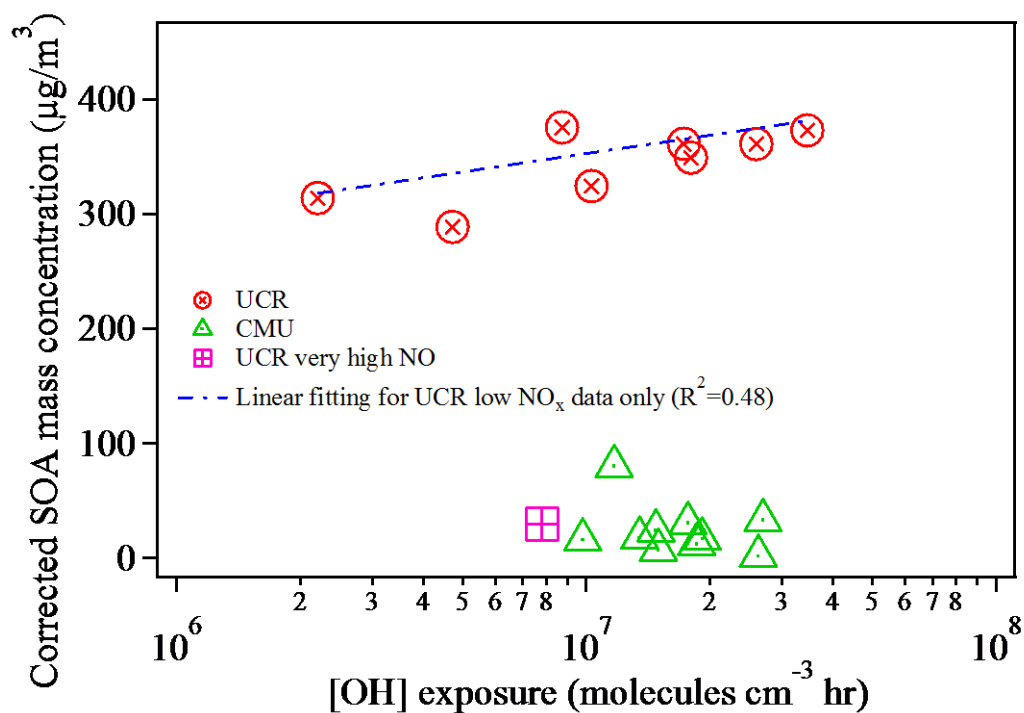 Corrected SOA mass concentration (µg/m³)
400
300
200
100
0
UCR
CMU
UCR very high NO
Linear fitting for UCR low NOₓ data only (R²=0.48)
2 3 4 5 6 7 8 2 3 4 5 6 7 8
10⁶ 10⁷ 10⁸
[OH] exposure (molecules cm⁻³ hr)